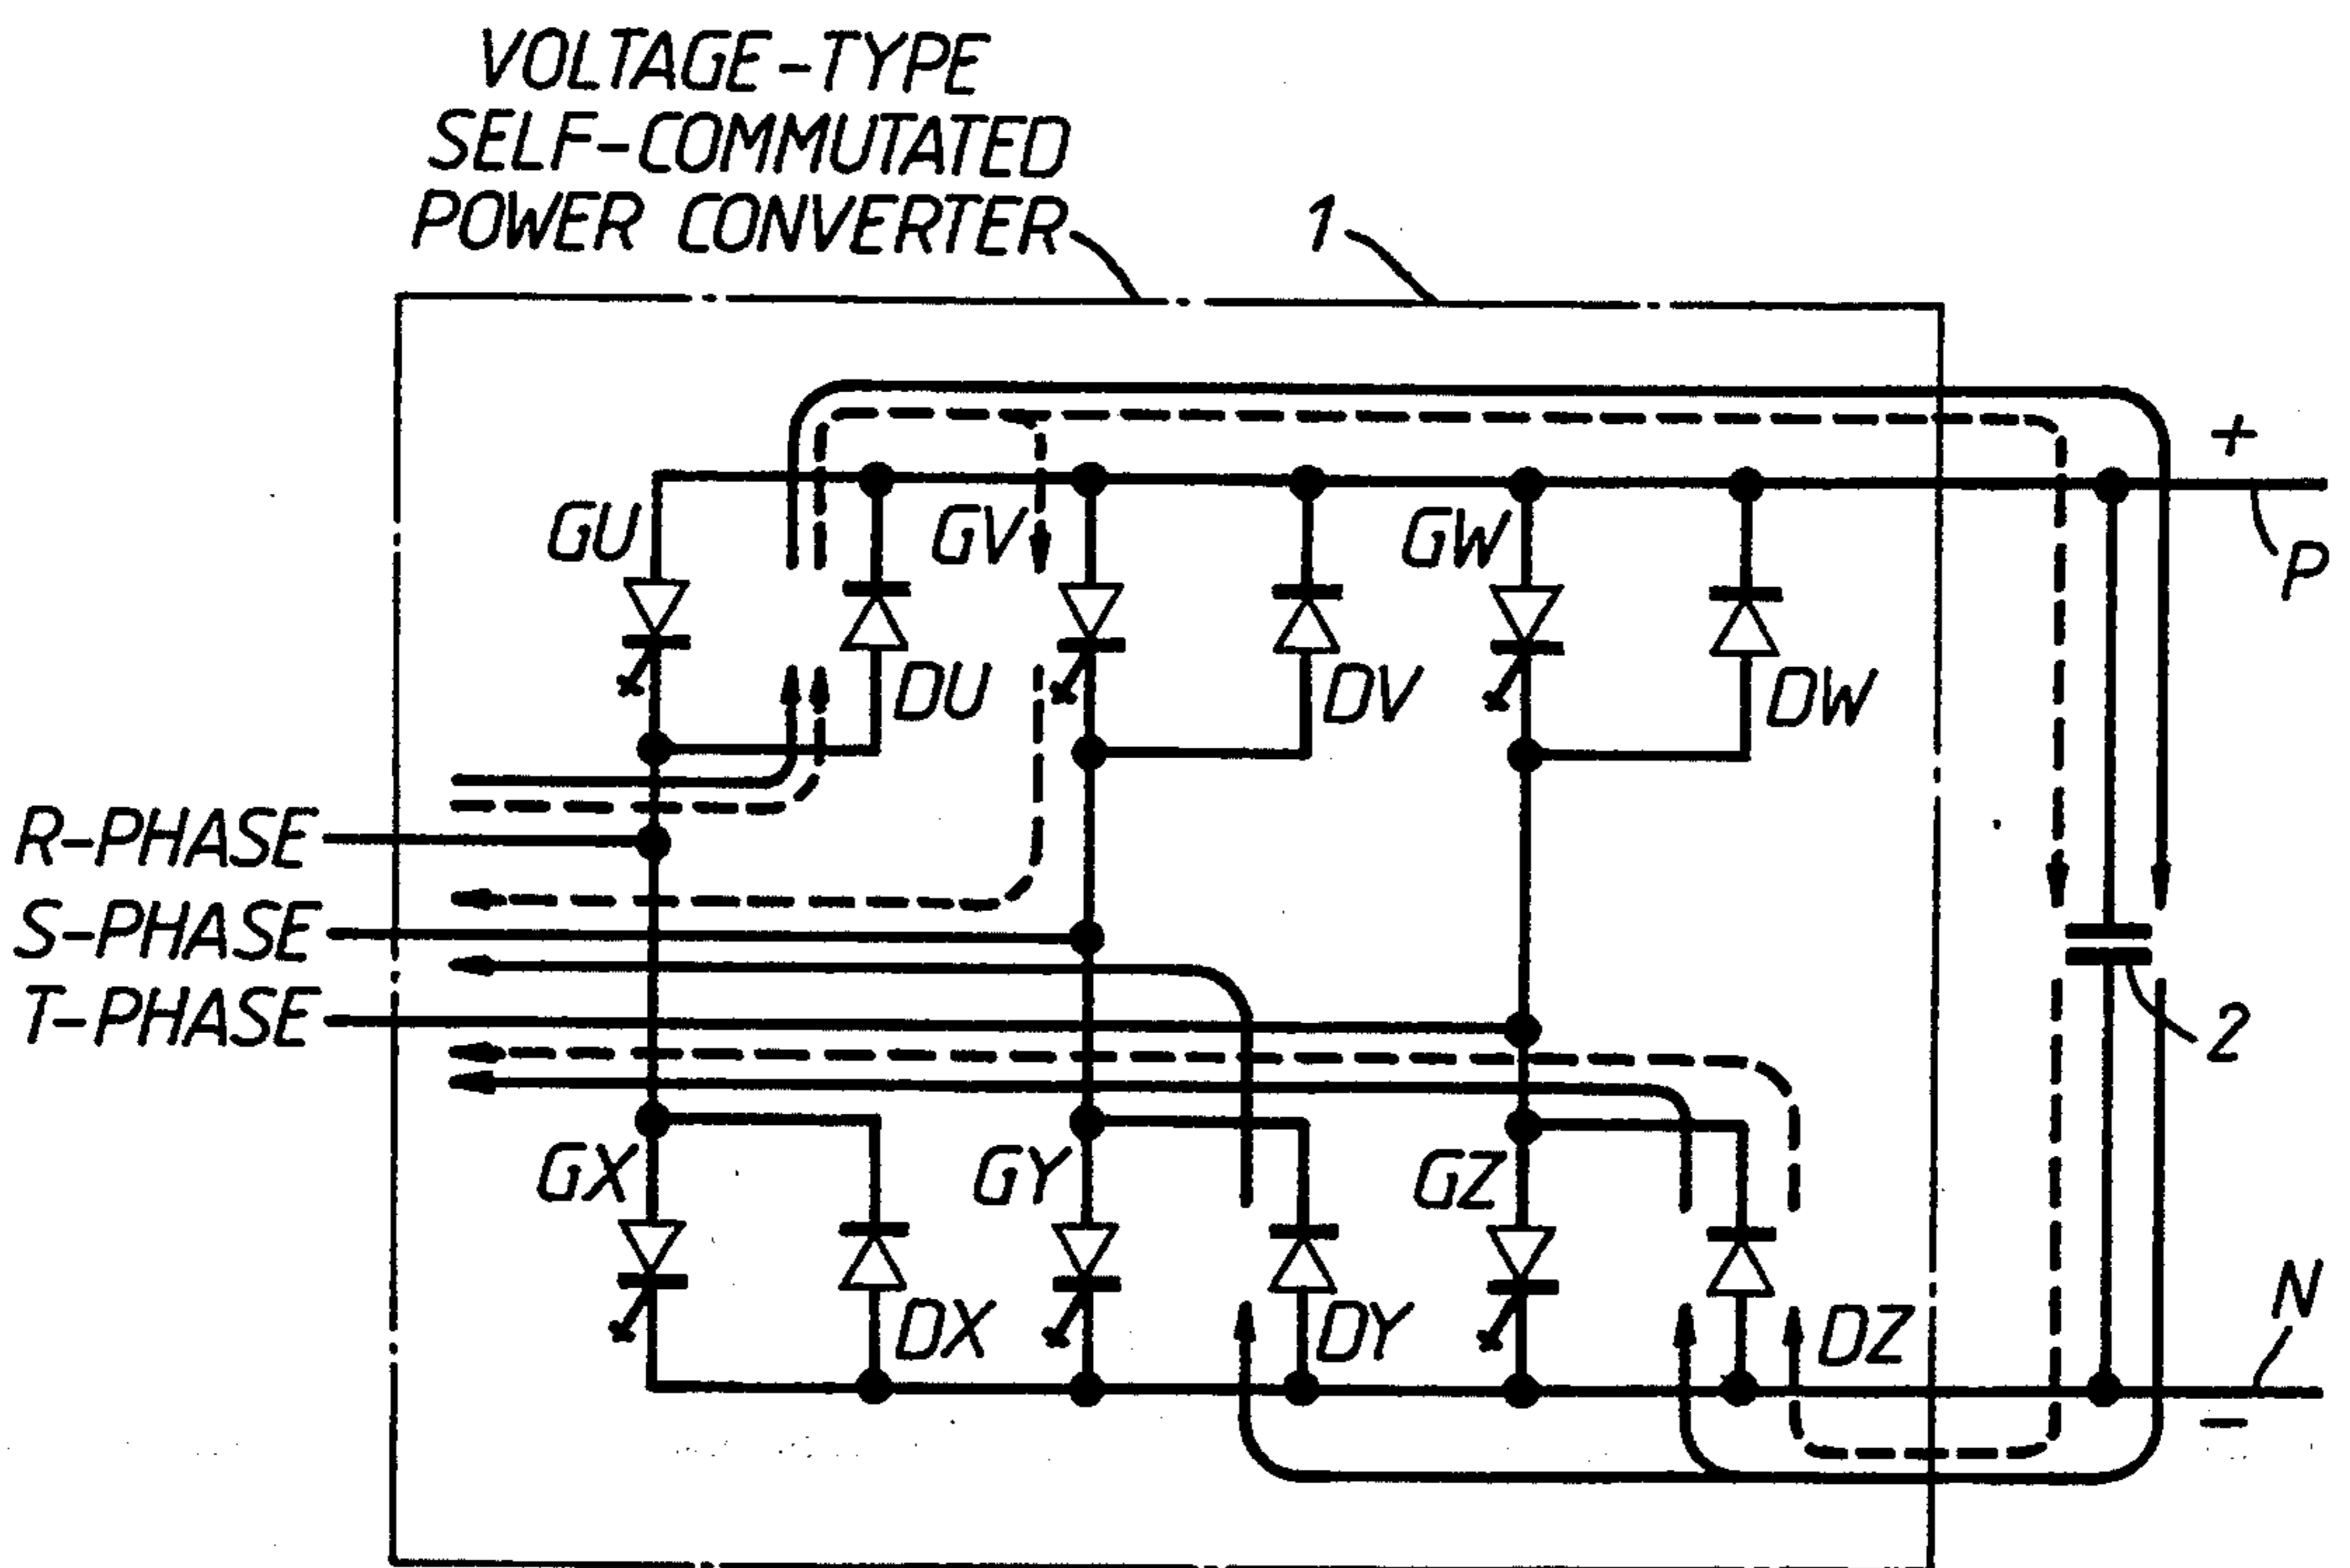 VOLTAGE-TYPE
SELF-COMMUTATED
POWER CONVERTER
1
+
GU
GV
GW
P
DU
DV
DW
R-PHASE
S-PHASE
T-PHASE
2
GX
GY
GZ
DX
DY
DZ
N
−